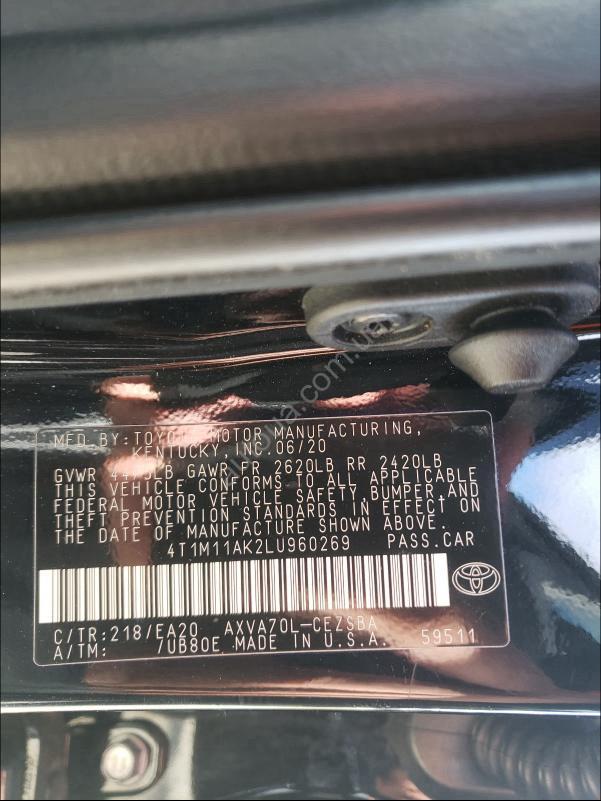 MFD BY:TOYOTA MOTOR MANUFACTURING,
KENTUCKY,INC.06/20
GVWR GAWR FR 2620LB RR 2420LB
THIS VEHICLE CONFORMS TO ALL APPLICABLE
FEDERAL MOTOR VEHICLE SAFETY,BUMPER,AND
THEFT PREVENTION STANDARDS IN EFFECT ON
THE DATE OF MANUFACTURE SHOWN ABOVE.
4T1M11AK2LU960269 PASS.CAR
C/TR:218/EA20 AXVA70L-CEZSBA
A/TM: /UB80E MADE IN U.S.A. 59511